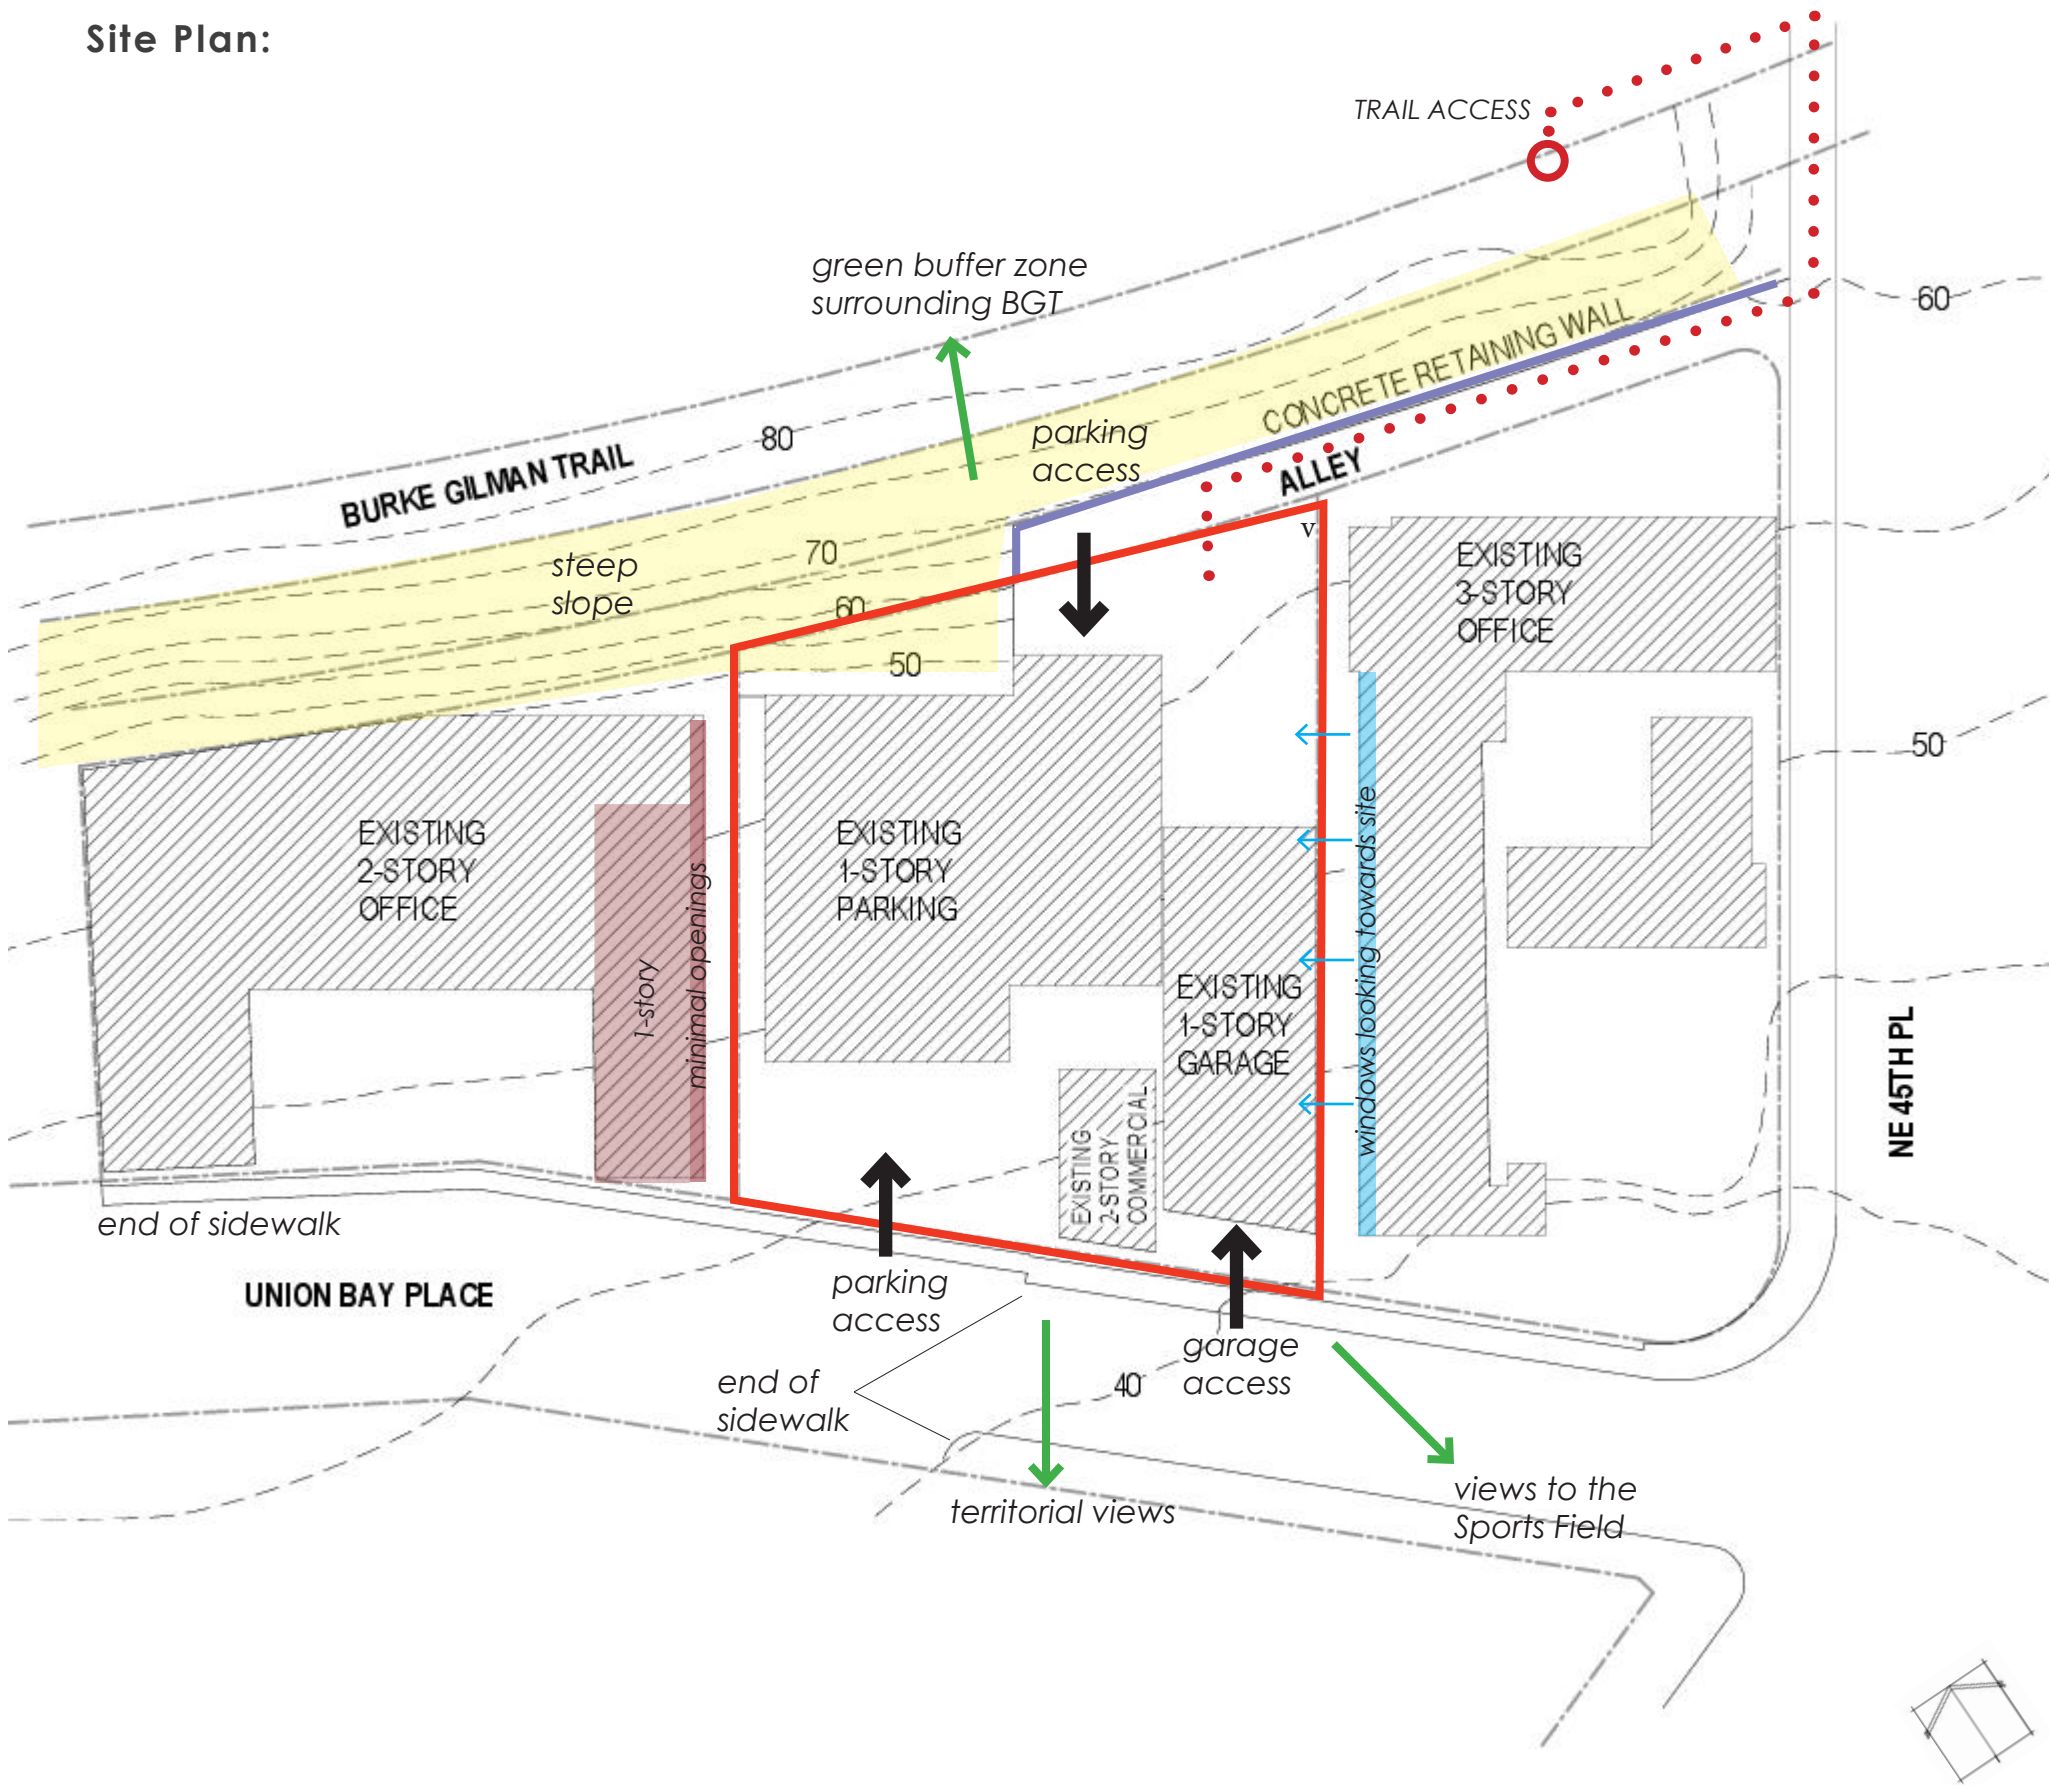 Site Plan:
TRAIL ACCESS
green buffer zone
surrounding BGT
60
CONCRETE RETAINING WALL
parking
access
80
BURKE GILMAN TRAIL
ALLEY
v
70
steep
slope
60
50
EXISTING
3-STORY
OFFICE
50
EXISTING
2-STORY
OFFICE
1-story
minimal openings
EXISTING
1-STORY
PARKING
EXISTING
1-STORY
GARAGE
windows looking towards site
EXISTING
2-STORY
COMMERCIAL
NE 45TH PL
end of sidewalk
UNION BAY PLACE
parking
access
garage
access
end of
sidewalk
40
territorial views
views to the
Sports Field